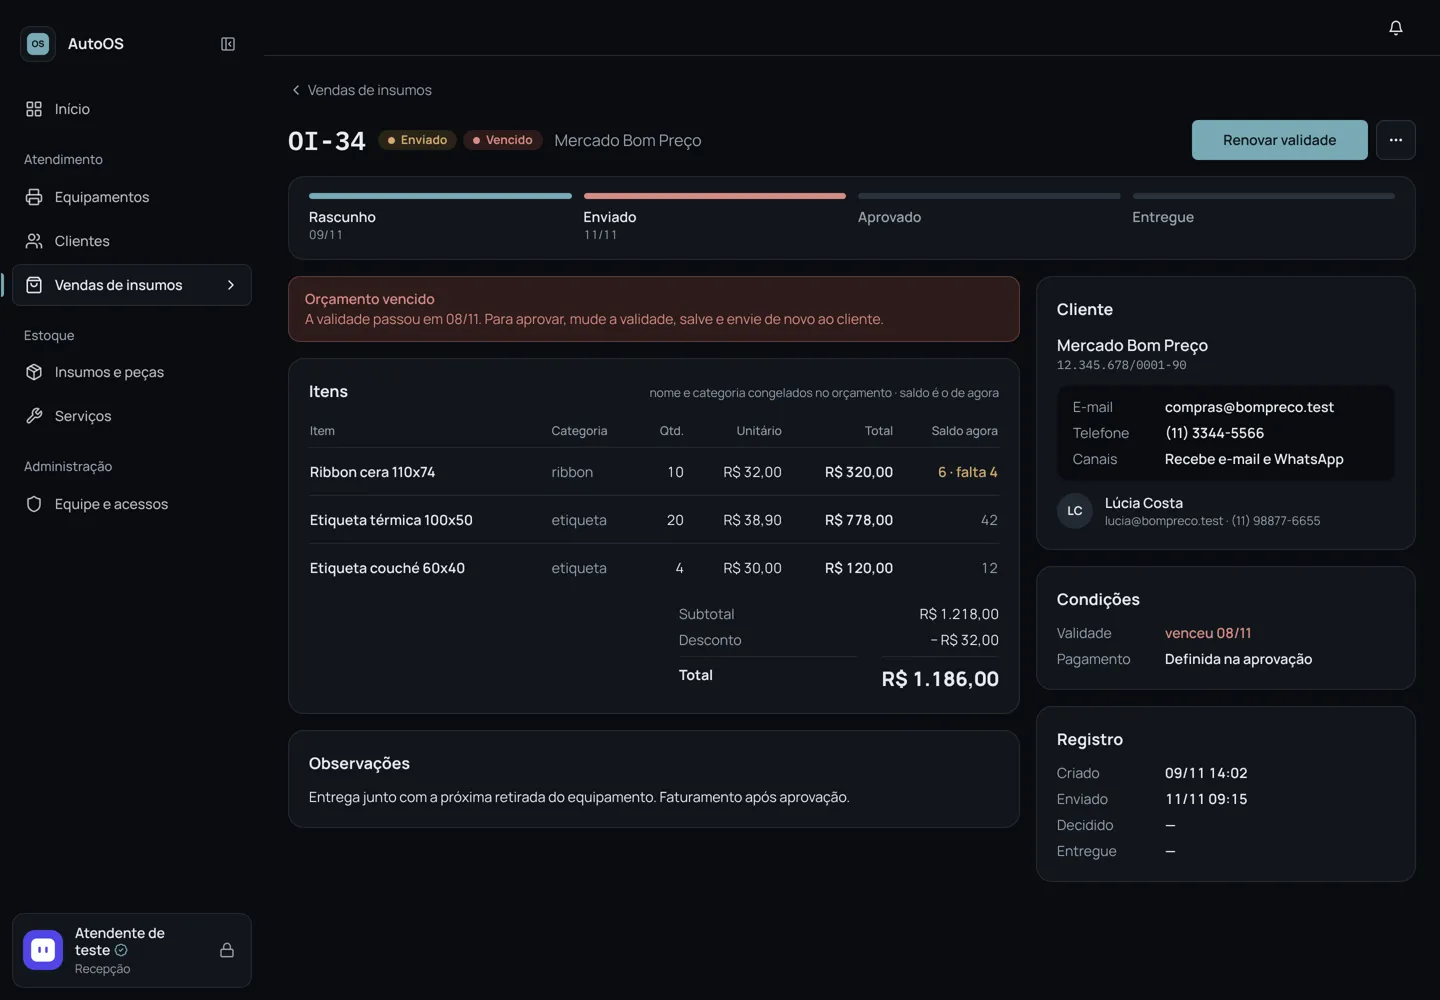 OS AutoOS
Início
Atendimento
Equipamentos
Clientes
Vendas de insumos
Estoque
Insumos e peças
Serviços
Administração
Equipe e acessos
Atendente de
teste
Recepção
Vendas de insumos
OI-34 Enviado Vencido Mercado Bom Preço Renovar validade
Rascunho Enviado Aprovado Entregue
09/11 11/11
Orçamento vencido
A validade passou em 08/11. Para aprovar, mude a validade, salve e envie de novo ao cliente.
Itens nome e categoria congelados no orçamento · saldo é o de agora
Item Categoria Qtd. Unitário Total Saldo agora
Ribbon cera 110x74 ribbon 10 R$ 32,00 R$ 320,00 6 · falta 4
Etiqueta térmica 100x50 etiqueta 20 R$ 38,90 R$ 778,00 42
Etiqueta couché 60x40 etiqueta 4 R$ 30,00 R$ 120,00 12
Subtotal R$ 1.218,00
Desconto − R$ 32,00
Total R$ 1.186,00
Observações
Entrega junto com a próxima retirada do equipamento. Faturamento após aprovação.
Cliente
Mercado Bom Preço
12.345.678/0001-90
E-mail compras@bompreco.test
Telefone (11) 3344-5566
Canais Recebe e-mail e WhatsApp
LC Lúcia Costa
lucia@bompreco.test · (11) 98877-6655
Condições
Validade venceu 08/11
Pagamento Definida na aprovação
Registro
Criado 09/11 14:02
Enviado 11/11 09:15
Decidido —
Entregue —